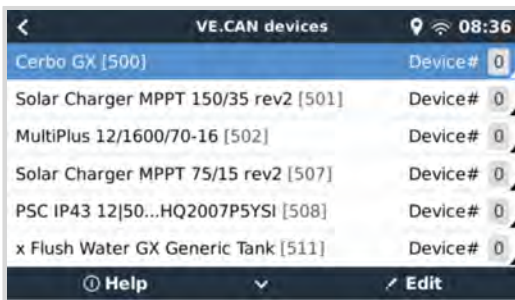 VE.CAN devices 08:36
Cerbo GX [500] Device# 0
Solar Charger MPPT 150/35 rev2 [501] Device# 0
MultiPlus 12/1600/70-16 [502] Device# 0
Solar Charger MPPT 75/15 rev2 [507] Device# 0
PSC IP43 12|50...HQ2007P5YSI [508] Device# 0
x Flush Water GX Generic Tank [511] Device# 0
Help Edit